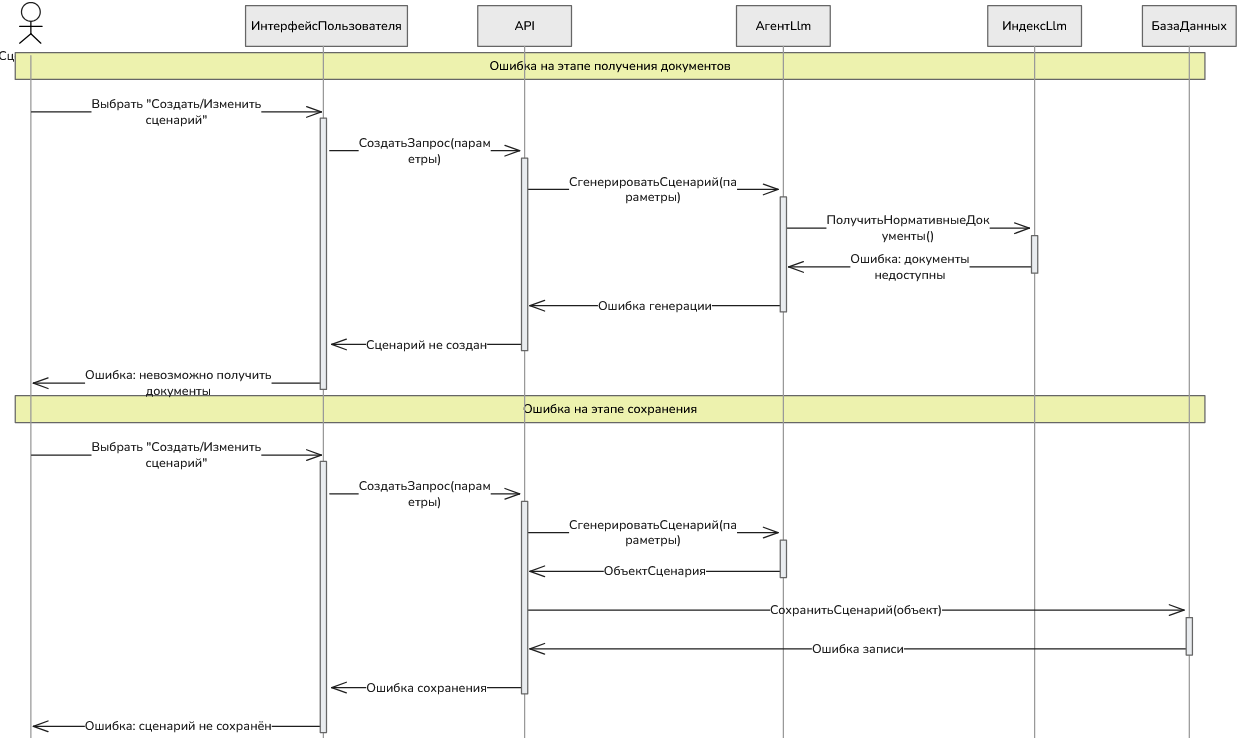 ИнтерфейсПользователя
API
АгентLlm
ИндексLlm
БазаДанных
Сц
Ошибка на этапе получения документов
Выбрать "Создать/Изменить
сценарий"
СоздатьЗапрос(парам
етры)
СгенерироватьСценарий(па
раметры)
ПолучитьНормативныеДок
ументы()
Ошибка: документы
недоступны
Ошибка генерации
Сценарий не создан
Ошибка: невозможно получить
документы
Ошибка на этапе сохранения
Выбрать "Создать/Изменить
сценарий"
СоздатьЗапрос(парам
етры)
СгенерироватьСценарий(па
раметры)
ОбъектСценария
СохранитьСценарий(объект)
Ошибка записи
Ошибка сохранения
Ошибка: сценарий не сохранён